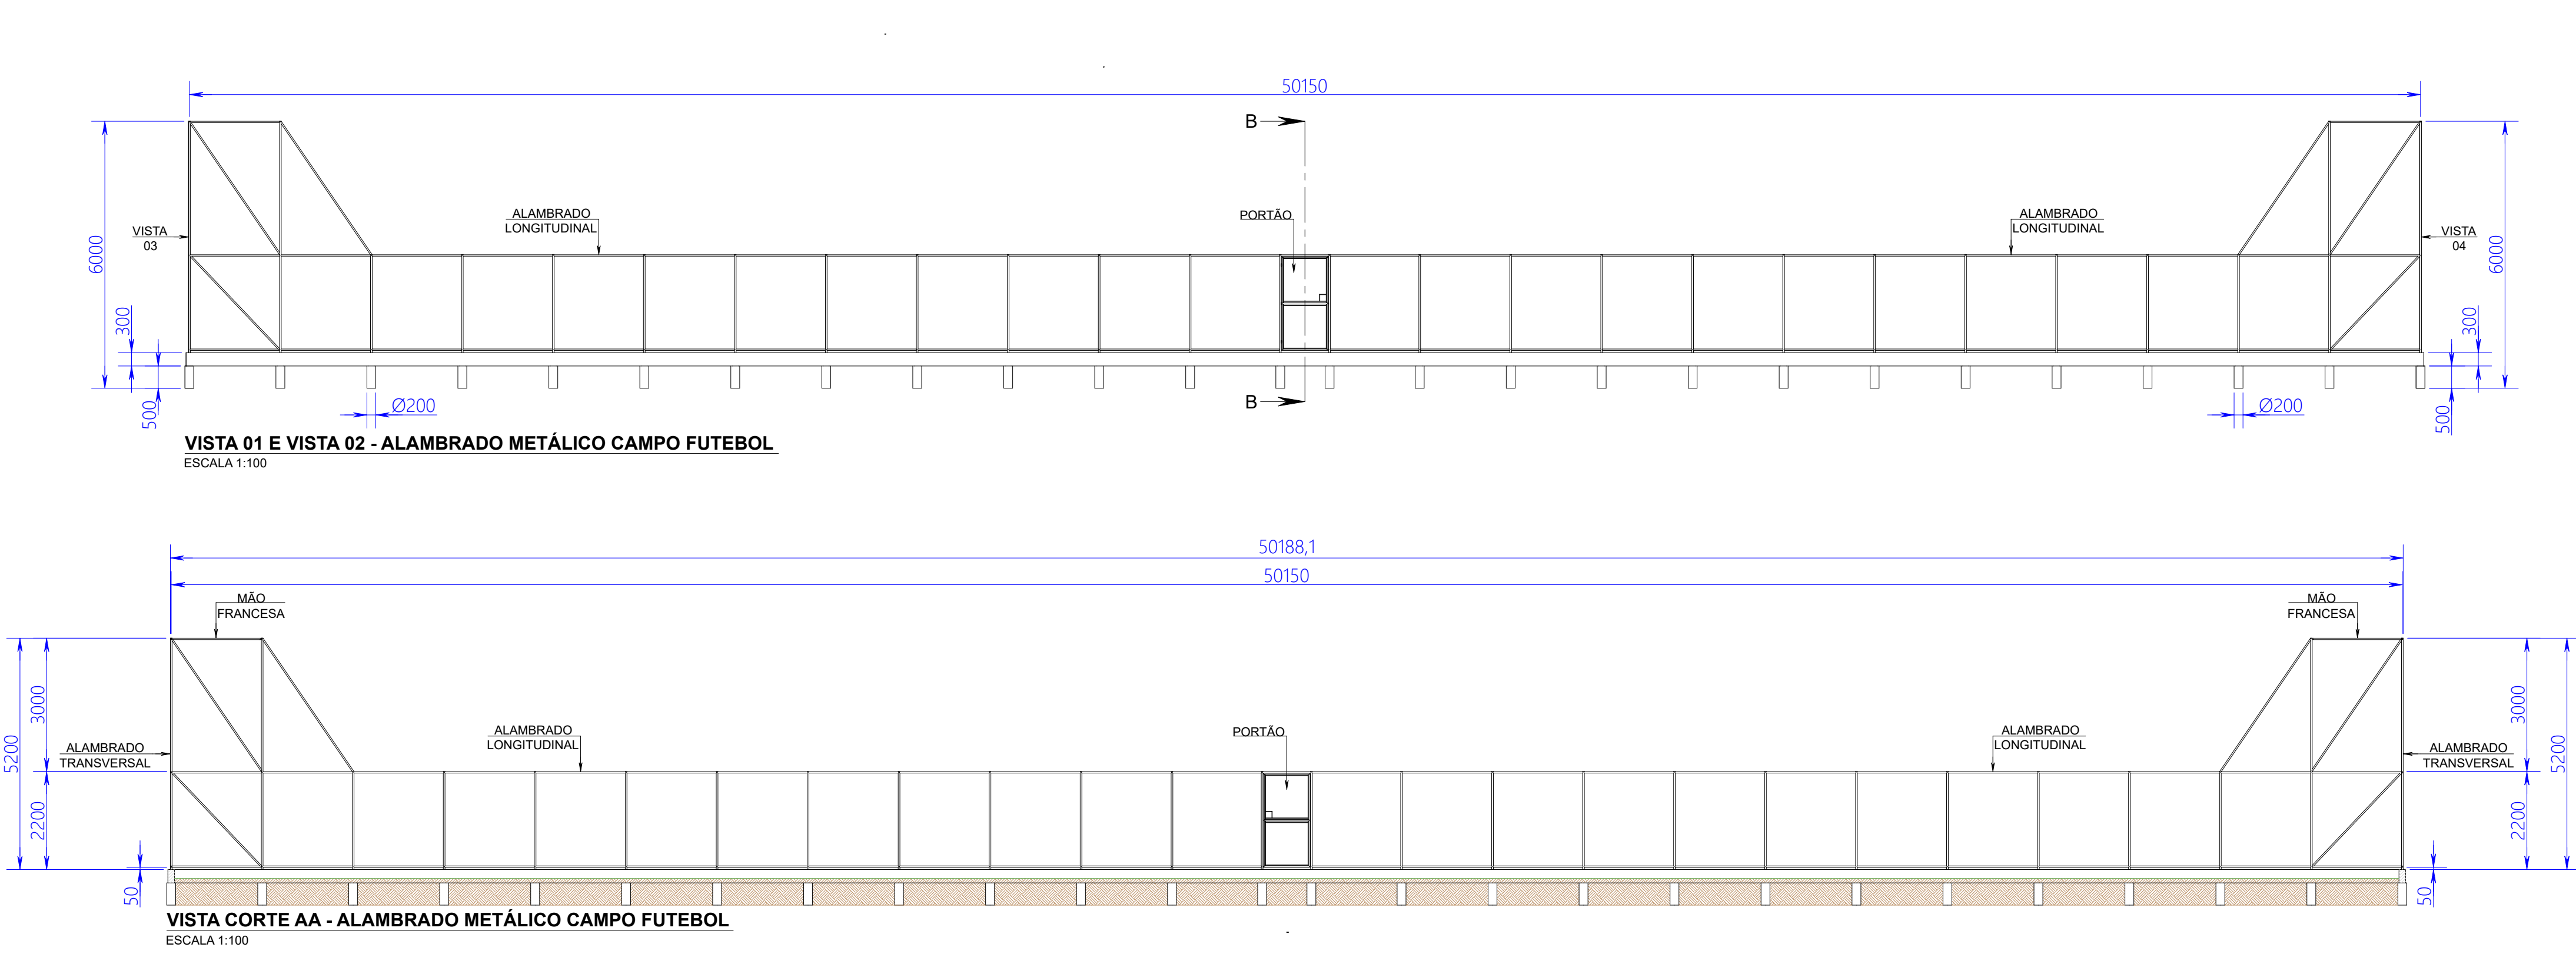 50150
B
ALAMBRADO
LONGITUDINAL
PORTÃO
ALAMBRADO
LONGITUDINAL
VISTA
03
VISTA
04
6000
6000
300
300
500
500
Ø200
B
Ø200
VISTA 01 E VISTA 02 - ALAMBRADO METÁLICO CAMPO FUTEBOL
ESCALA 1:100
50188,1
50150
MÃO
FRANCESA
MÃO
FRANCESA
3000
3000
5200
5200
ALAMBRADO
LONGITUDINAL
PORTÃO
ALAMBRADO
LONGITUDINAL
ALAMBRADO
TRANSVERSAL
ALAMBRADO
TRANSVERSAL
2200
2200
50
50
VISTA CORTE AA - ALAMBRADO METÁLICO CAMPO FUTEBOL
ESCALA 1:100